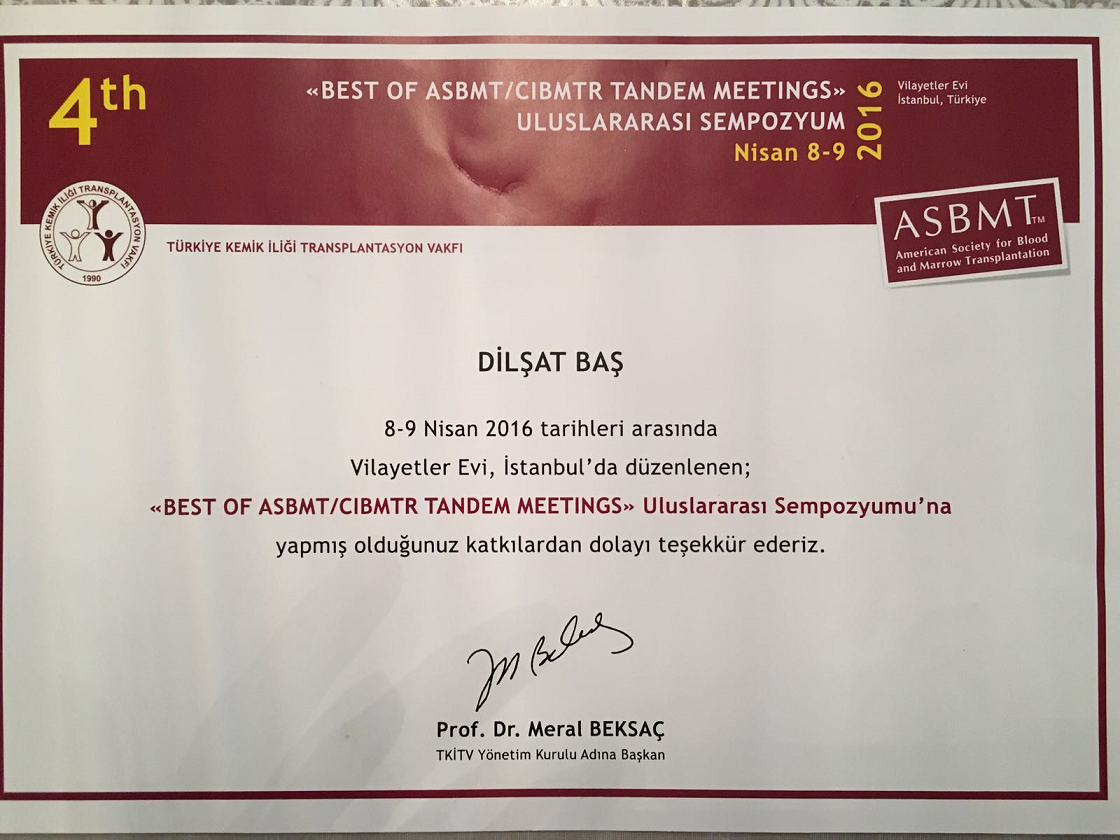 4th
«BEST OF ASBMT/CIBMTR TANDEM MEETINGS»
ULUSLARARASI SEMPOZYUM
Nisan 8-9
2016
Vilayetler Evi
İstanbul, Türkiye
TÜRKİYE KEMİK İLİĞİ TRANSPLANTASYON VAKFI
1990
TÜRKİYE KEMİK İLİĞİ TRANSPLANTASYON VAKFI
ASBMT™
American Society for Blood
and Marrow Transplantation
DİLŞAT BAŞ
8-9 Nisan 2016 tarihleri arasında
Vilayetler Evi, İstanbul’da düzenlenen;
«BEST OF ASBMT/CIBMTR TANDEM MEETINGS» Uluslararası Sempozyumu’na
yapmış olduğunuz katkılardan dolayı teşekkür ederiz.
Prof. Dr. Meral BEKSAÇ
TKİTV Yönetim Kurulu Adına Başkan